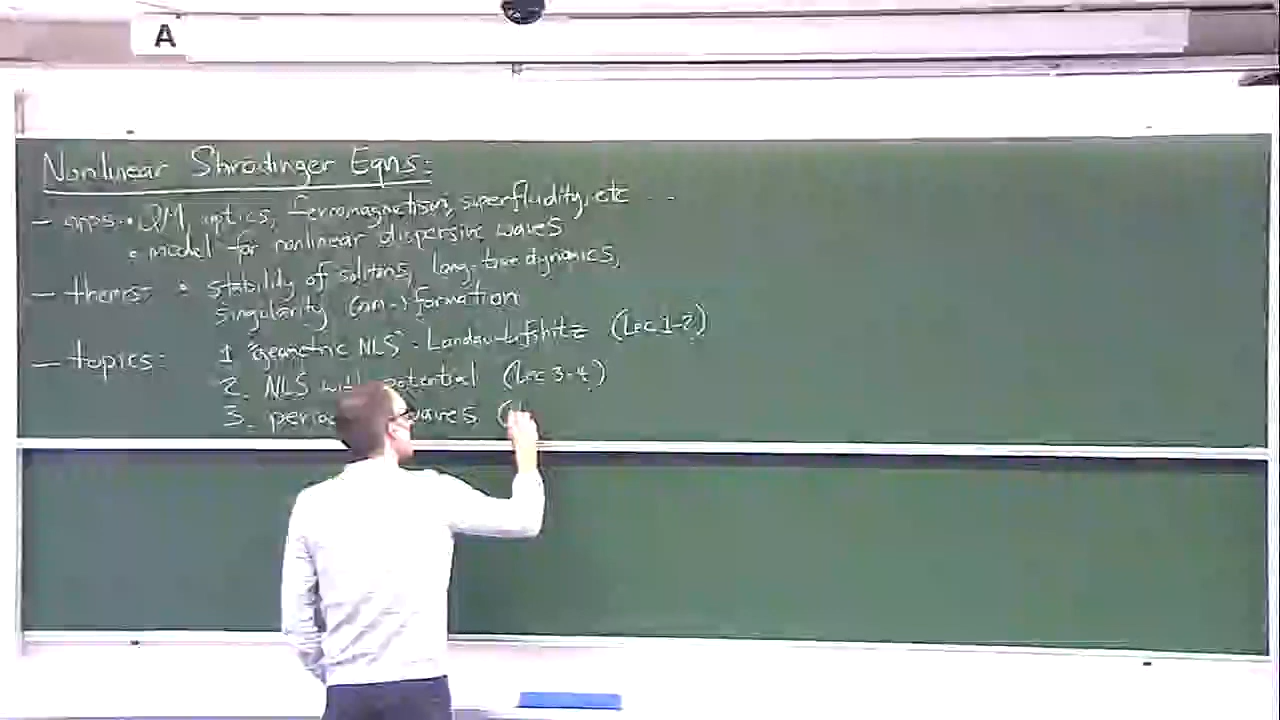 A
Nonlinear Shrödinger Eqns:
- apps • QM, optics, ferromagnetism, superfluidity, etc ...
• model for nonlinear dispersive waves
- themes • stability of solitons, long-time dynamics,
singularity (non-) formation
- topics: 1 geometric NLS - Landau-Lifshitz (Lec 1-2)
2. NLS with potential (Lec 3-4)
3. waves (